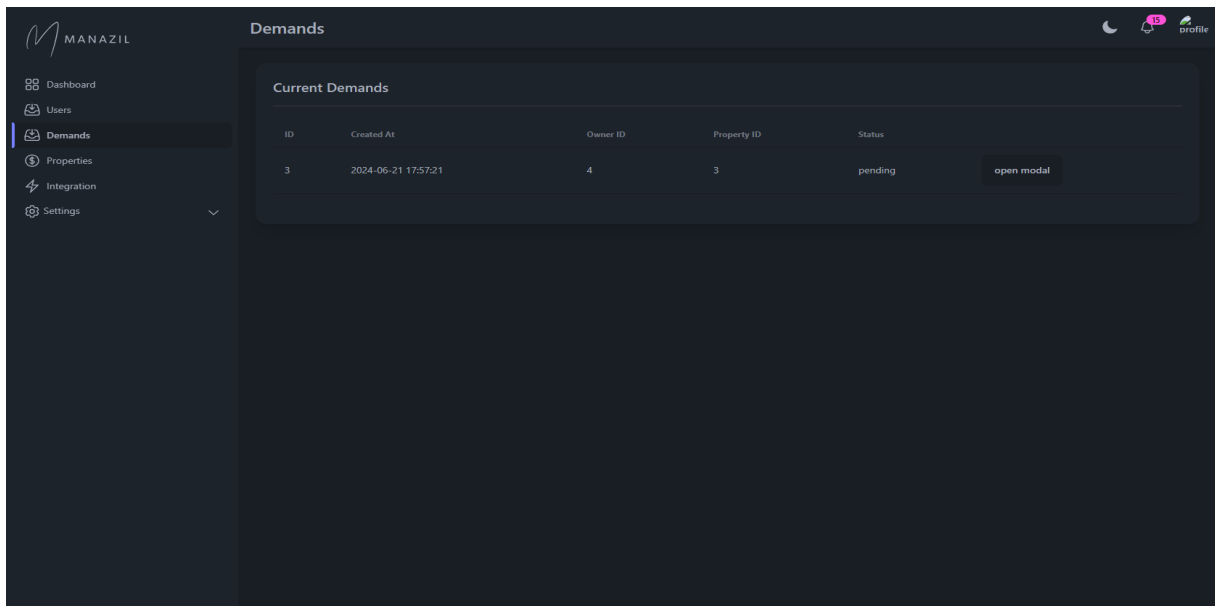 MANAZIL
Demands
15
profile
Dashboard
Users
Demands
Properties
Integration
Settings
Current Demands
ID Created At Owner ID Property ID Status
3 2024-06-21 17:57:21 4 3 pending open modal